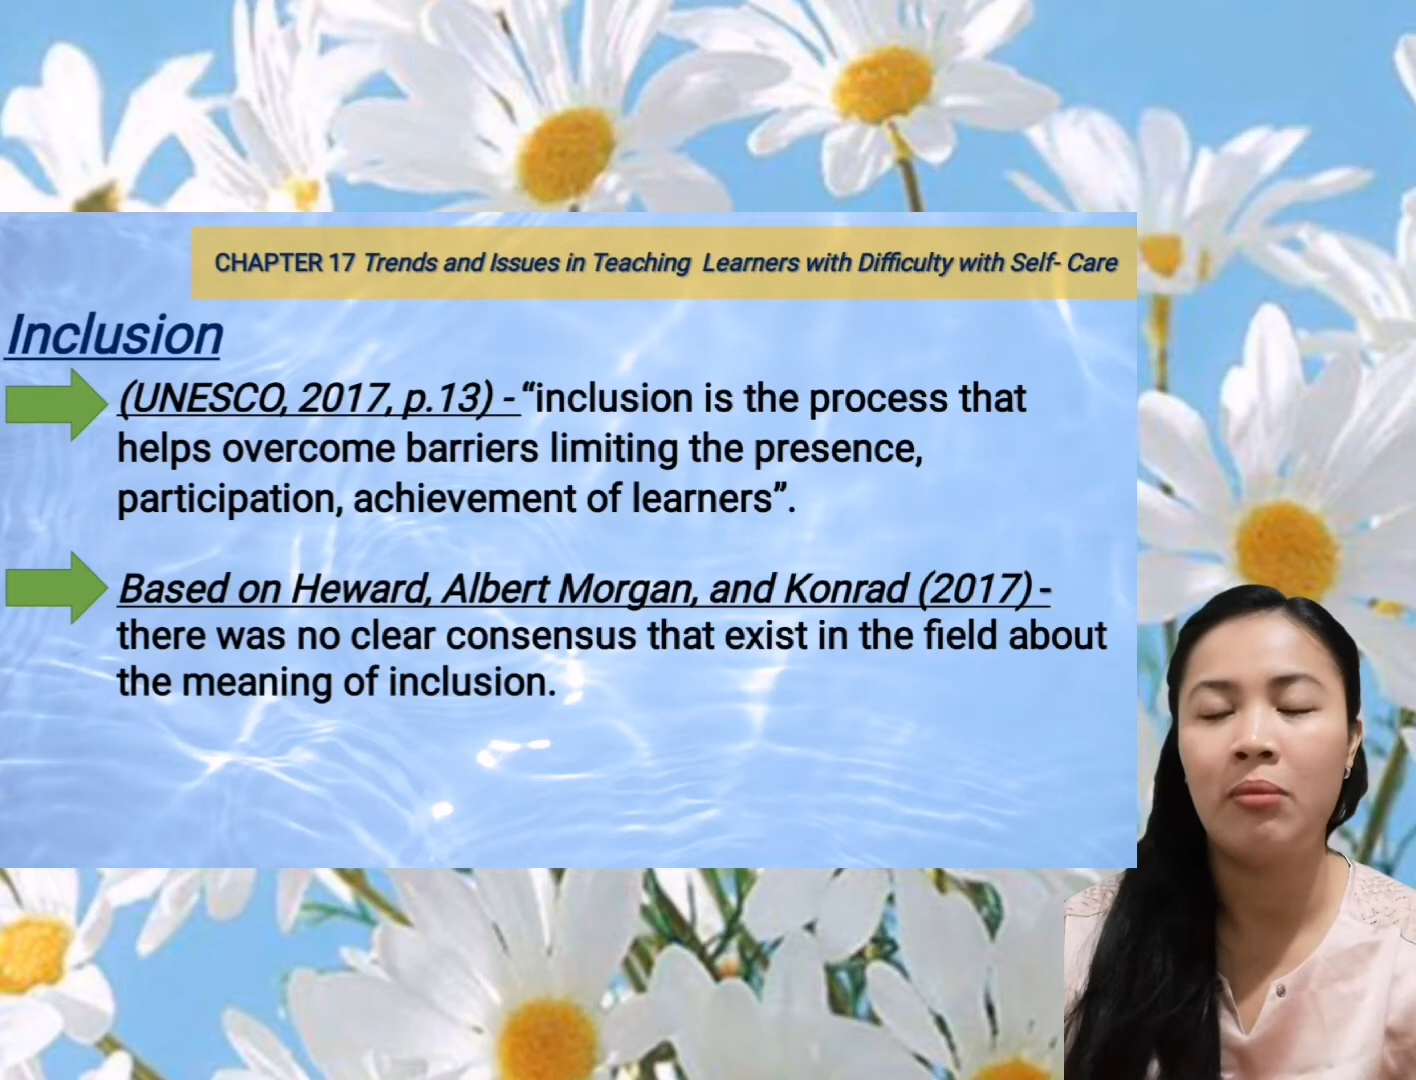 CHAPTER 17 Trends and Issues in Teaching Learners with Difficulty with Self- Care
Inclusion
(UNESCO, 2017, p.13) - “inclusion is the process that
helps overcome barriers limiting the presence,
participation, achievement of learners”.
Based on Heward, Albert Morgan, and Konrad (2017) -
there was no clear consensus that exist in the field about
the meaning of inclusion.